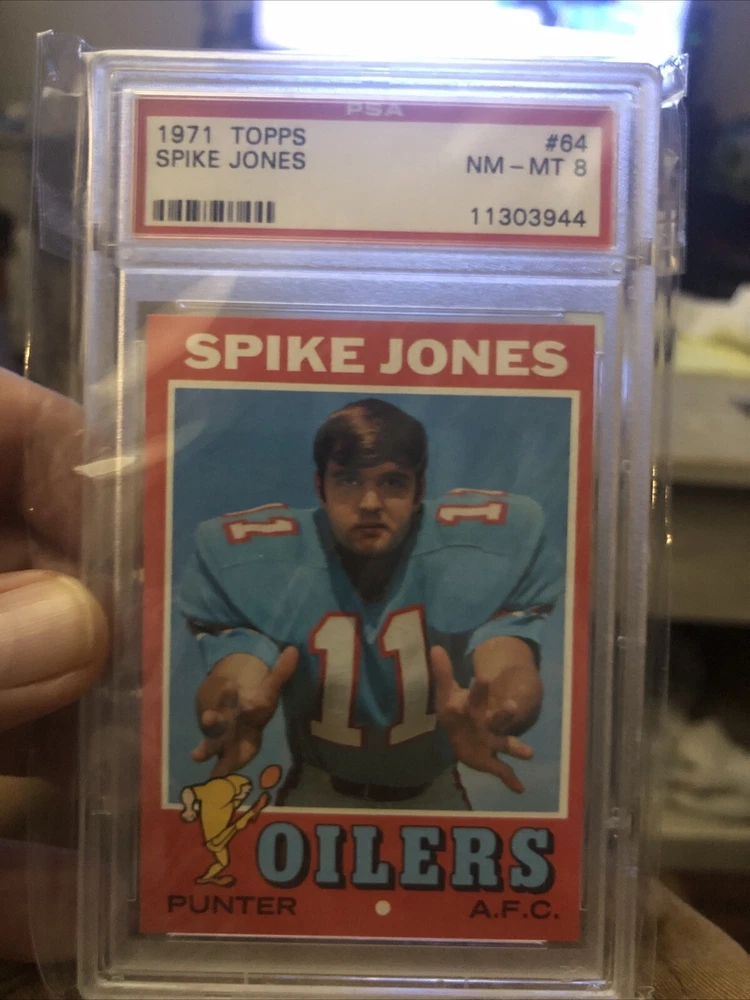 PSA
1971 TOPPS #64
SPIKE JONES NM-MT 8
11303944
SPIKE JONES
11 11
11
OILERS
PUNTER A.F.C.